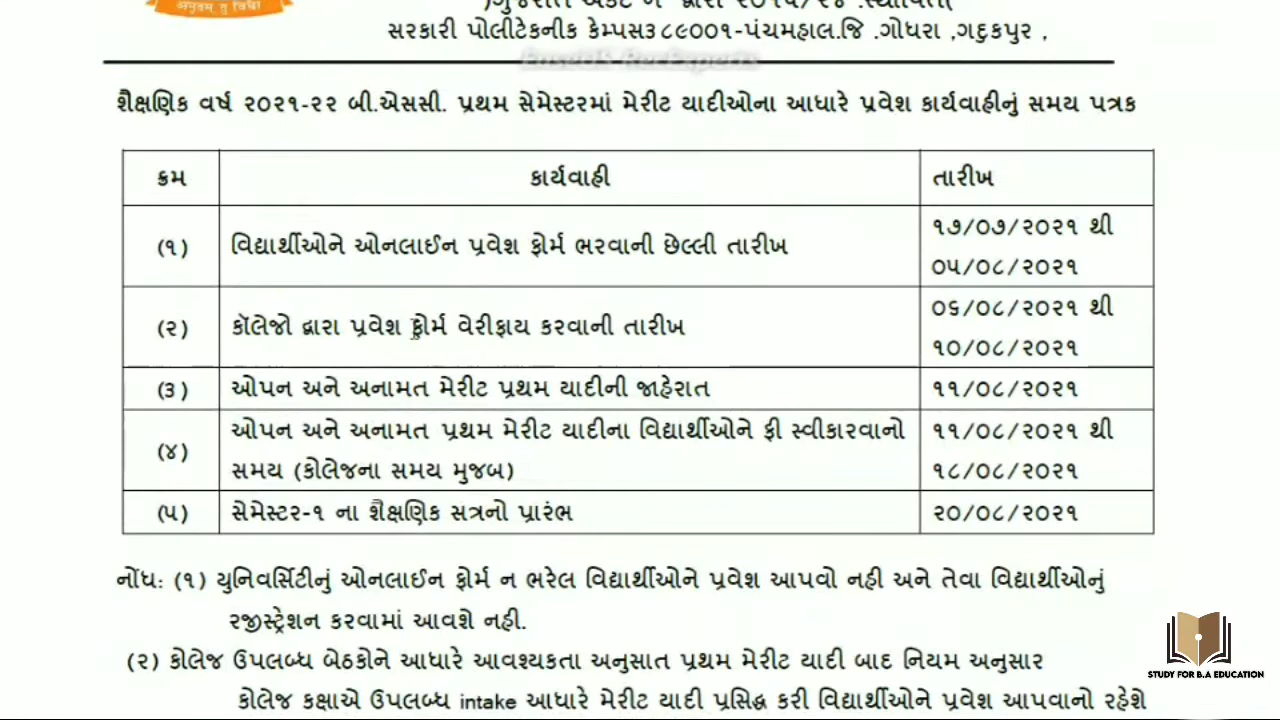 अनुवम् तु विधा
)ગુજરાત એકટ નં દ્વારા ૨૦૧૫/૨૪ .સ્થાપિત(
સરકારી પોલીટેકનીક કેમ્પસ૩૮૯૦૦૧-પંચમહાલ.જિ .ગોધરા ,ગદુકપુર ,
શૈક્ષણિક વર્ષ ૨૦૨૧-૨૨ બી.એસસી. પ્રથમ સેમેસ્ટરમાં મેરીટ યાદીઓના આધારે પ્રવેશ કાર્યવાહીનું સમય પત્રક
ક્રમ કાર્યવાહી તારીખ
(૧) વિદ્યાર્થીઓને ઓનલાઈન પ્રવેશ ફોર્મ ભરવાની છેલ્લી તારીખ ૧૭/૦૭/૨૦૨૧ થી
૦૫/૦૮/૨૦૨૧
(૨) કૉલેજો દ્વારા પ્રવેશ ફોર્મ વેરીફાય કરવાની તારીખ ૦૬/૦૮/૨૦૨૧ થી
૧૦/૦૮/૨૦૨૧
(૩) ઓપન અને અનામત મેરીટ પ્રથમ યાદીની જાહેરાત ૧૧/૦૮/૨૦૨૧
(૪) ઓપન અને અનામત પ્રથમ મેરીટ યાદીના વિદ્યાર્થીઓને ફી સ્વીકારવાનો ૧૧/૦૮/૨૦૨૧ થી
સમય (કોલેજના સમય મુજબ) ૧૮/૦૮/૨૦૨૧
(૫) સેમેસ્ટર-૧ ના શૈક્ષણિક સત્રનો પ્રારંભ ૨૦/૦૮/૨૦૨૧
નોંધ: (૧) યુનિવર્સિટીનું ઓનલાઈન ફોર્મ ન ભરેલ વિદ્યાર્થીઓને પ્રવેશ આપવો નહી અને તેવા વિદ્યાર્થીઓનું
રજીસ્ટ્રેશન કરવામાં આવશે નહી.
(૨) કોલેજ ઉપલબ્ધ બેઠકોને આધારે આવશ્યકતા અનુસાત પ્રથમ મેરીટ યાદી બાદ નિયમ અનુસાર
કોલેજ કક્ષાએ ઉપલબ્ધ intake આધારે મેરીટ યાદી પ્રસિદ્ધ કરી વિદ્યાર્થીઓને પ્રવેશ આપવાનો રહેશે
STUDY FOR B.A EDUCATION